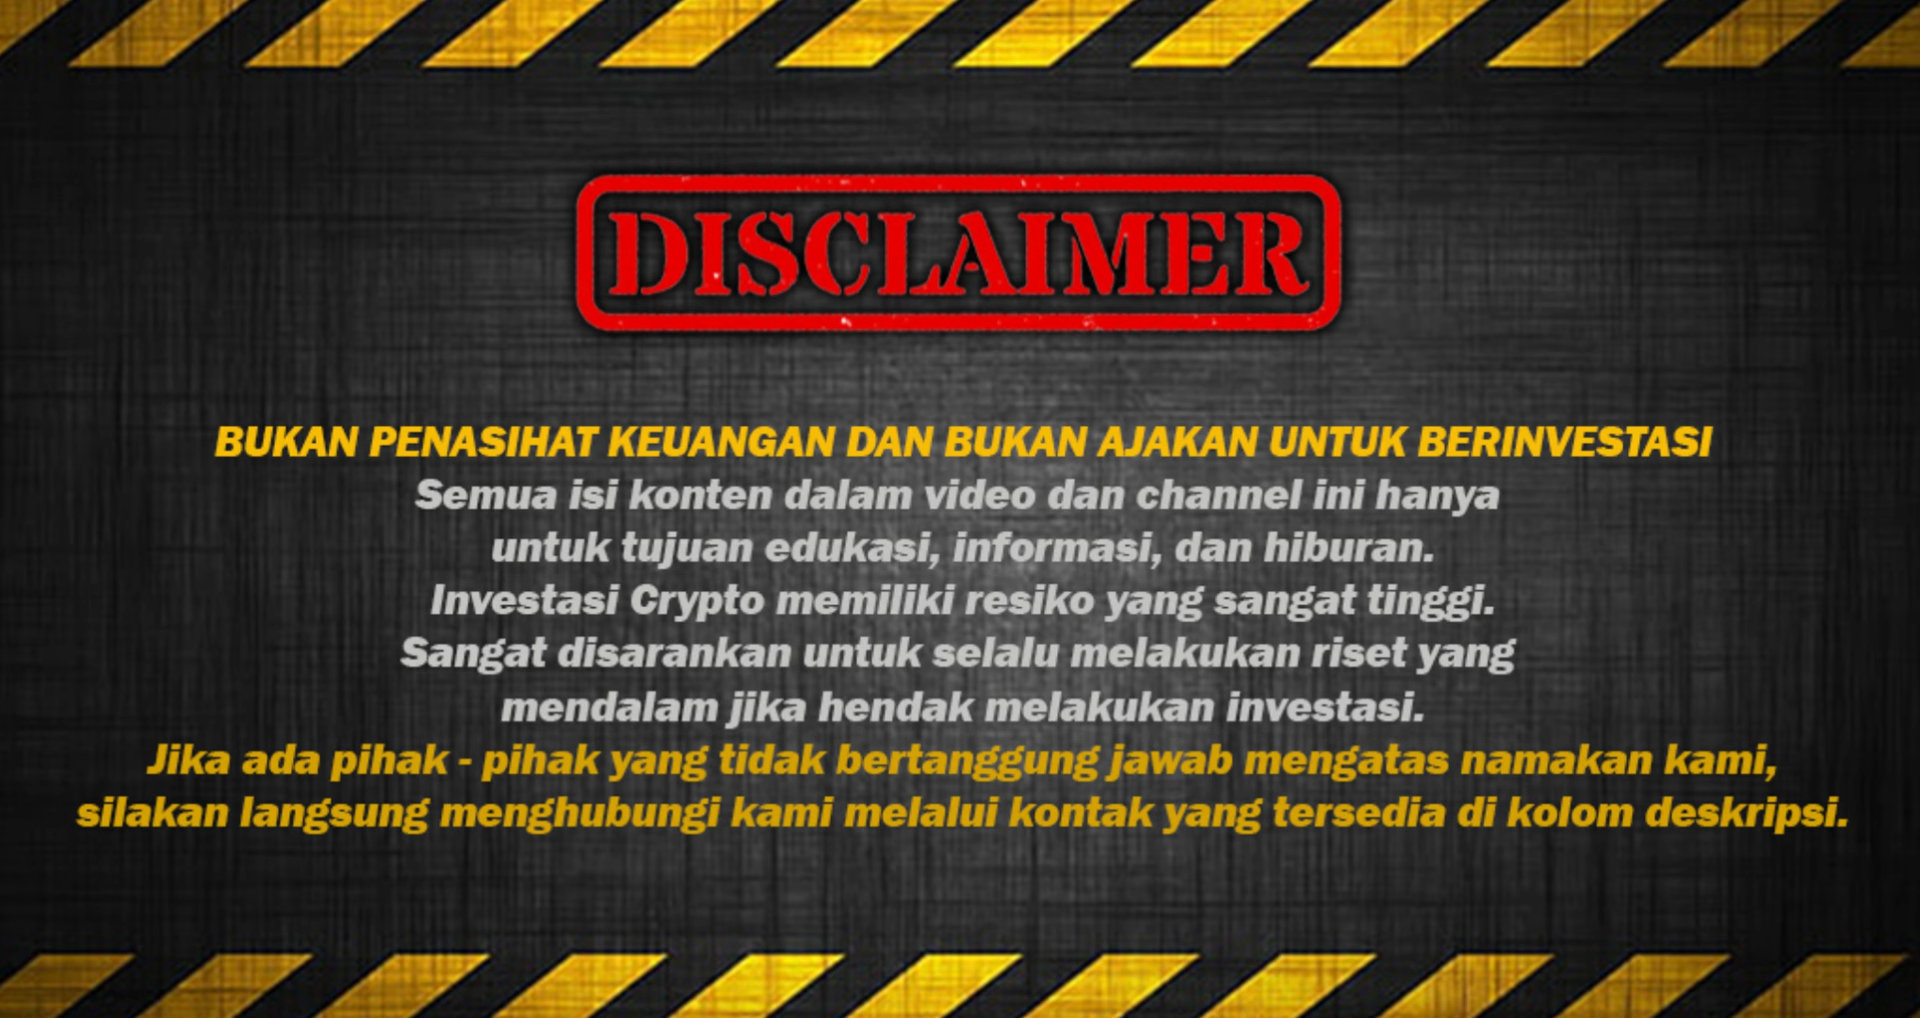 DISCLAIMER
BUKAN PENASIHAT KEUANGAN DAN BUKAN AJAKAN UNTUK BERINVESTASI
Semua isi konten dalam video dan channel ini hanya
untuk tujuan edukasi, informasi, dan hiburan.
Investasi Crypto memiliki resiko yang sangat tinggi.
Sangat disarankan untuk selalu melakukan riset yang
mendalam jika hendak melakukan investasi.
Jika ada pihak - pihak yang tidak bertanggung jawab mengatas namakan kami,
silakan langsung menghubungi kami melalui kontak yang tersedia di kolom deskripsi.